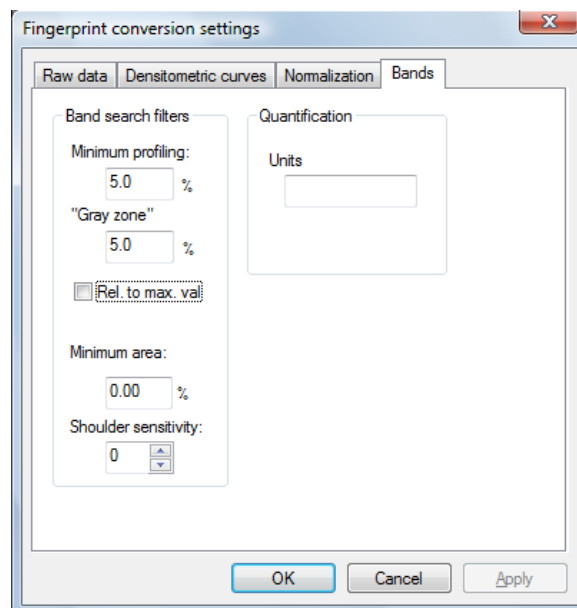 Fingerprint conversion settings
Raw data Densitometric curves Normalization Bands
Band search filters
Minimum profiling:
5.0 %
"Gray zone"
5.0 %
Rel. to max. val
Minimum area:
0.00 %
Shoulder sensitivity:
0
Quantification
Units
OK Cancel Apply